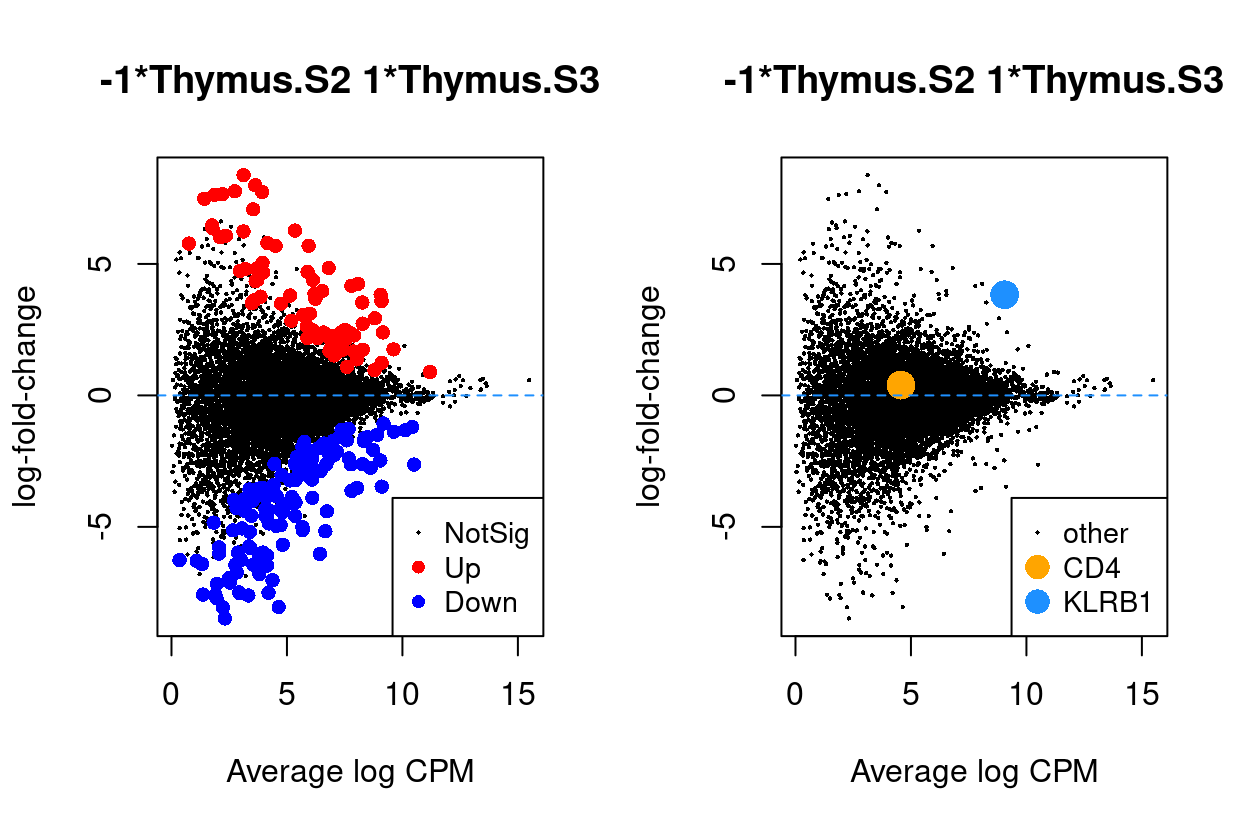 -1*Thymus.S2 1*Thymus.S3
log-fold-change
5
0
-5
NotSig
Up
Down
0 5 10 15
Average log CPM
-1*Thymus.S2 1*Thymus.S3
log-fold-change
5
0
-5
other
CD4
KLRB1
0 5 10 15
Average log CPM